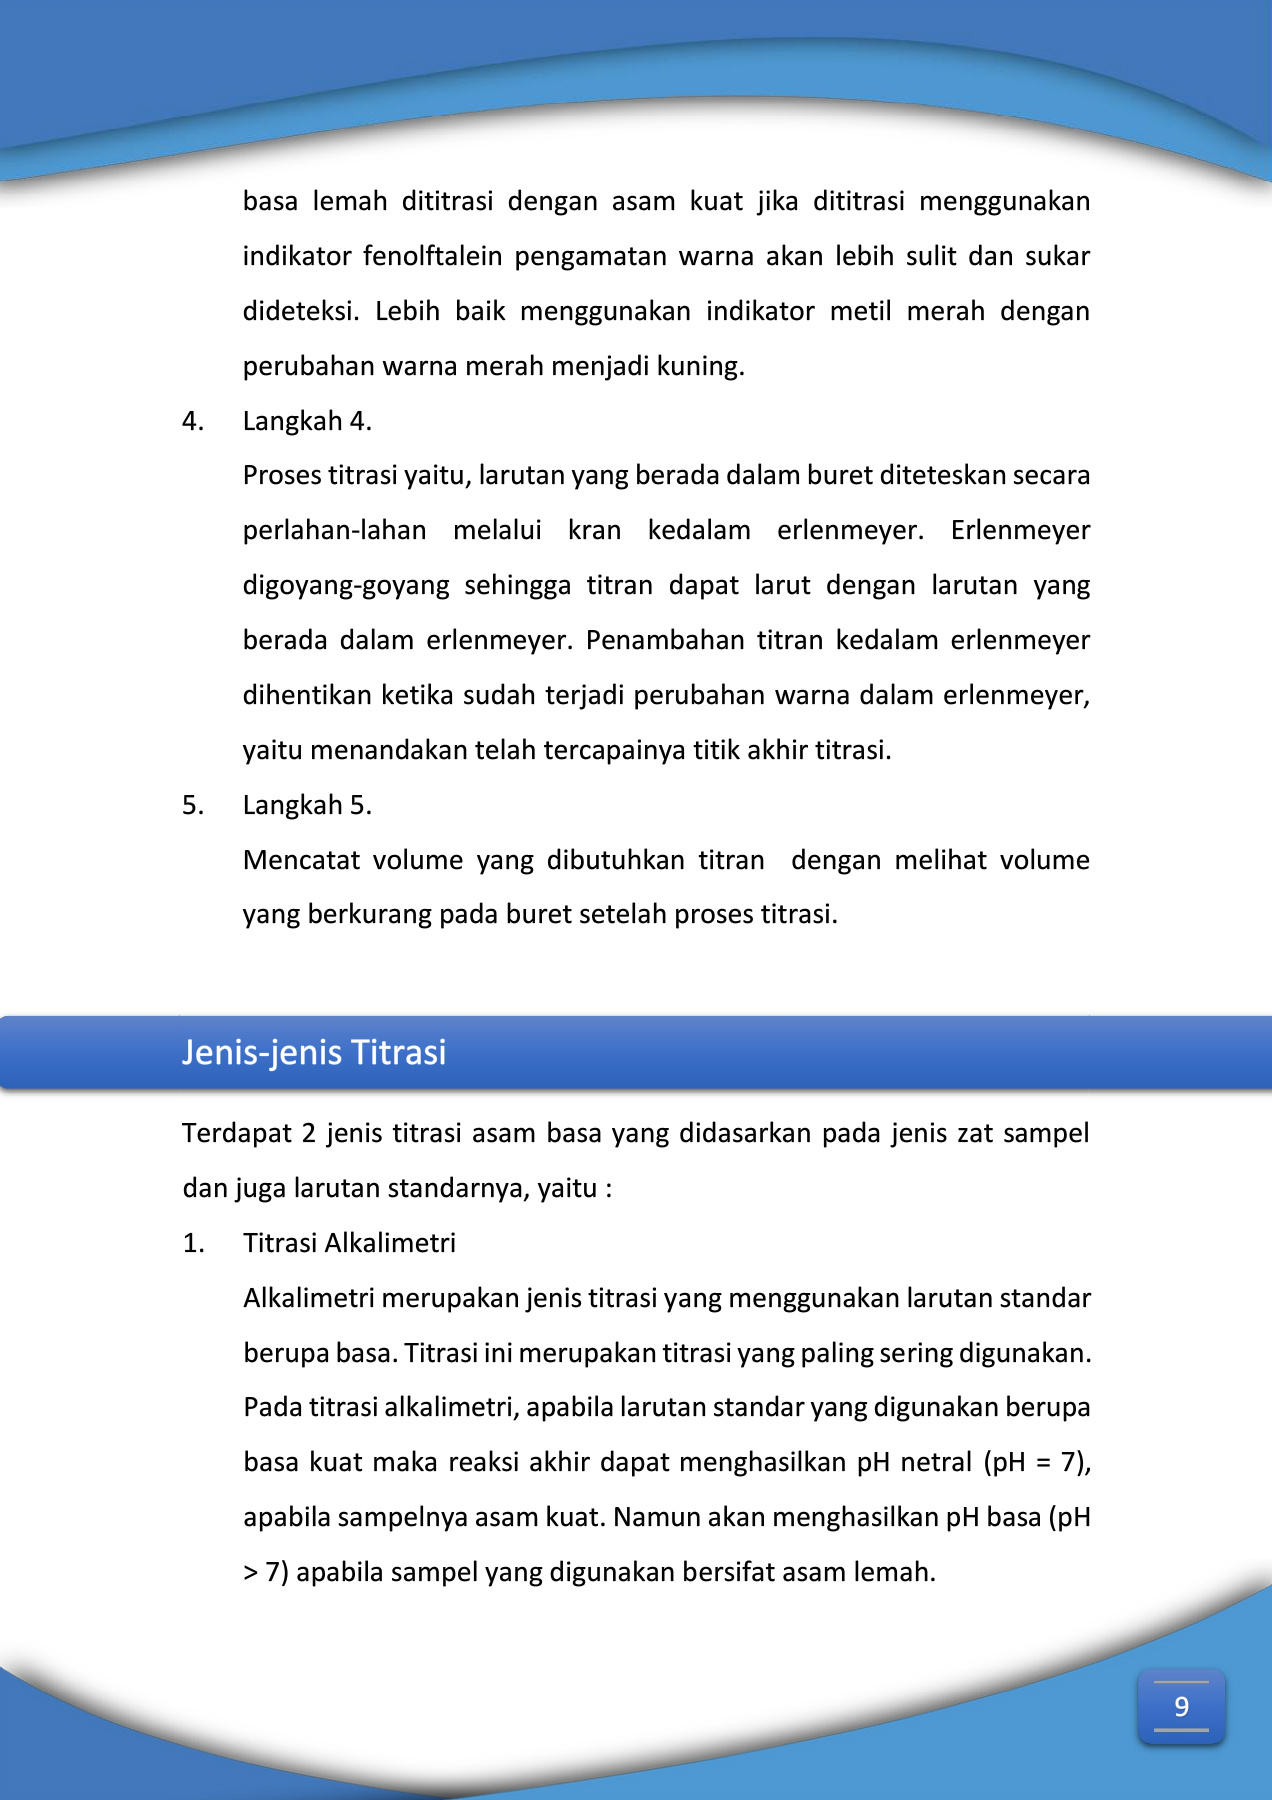 basa lemah dititrasi dengan asam kuat jika dititrasi menggunakan
indikator fenolftalein pengamatan warna akan lebih sulit dan sukar
dideteksi. Lebih baik menggunakan indikator metil merah dengan
perubahan warna merah menjadi kuning.
4. Langkah 4.
Proses titrasi yaitu, larutan yang berada dalam buret diteteskan secara
perlahan-lahan melalui kran kedalam erlenmeyer. Erlenmeyer
digoyang-goyang sehingga titran dapat larut dengan larutan yang
berada dalam erlenmeyer. Penambahan titran kedalam erlenmeyer
dihentikan ketika sudah terjadi perubahan warna dalam erlenmeyer,
yaitu menandakan telah tercapainya titik akhir titrasi.
5. Langkah 5.
Mencatat volume yang dibutuhkan titran dengan melihat volume
yang berkurang pada buret setelah proses titrasi.
Jenis-jenis Titrasi
Terdapat 2 jenis titrasi asam basa yang didasarkan pada jenis zat sampel
dan juga larutan standarnya, yaitu :
1. Titrasi Alkalimetri
Alkalimetri merupakan jenis titrasi yang menggunakan larutan standar
berupa basa. Titrasi ini merupakan titrasi yang paling sering digunakan.
Pada titrasi alkalimetri, apabila larutan standar yang digunakan berupa
basa kuat maka reaksi akhir dapat menghasilkan pH netral (pH = 7),
apabila sampelnya asam kuat. Namun akan menghasilkan pH basa (pH
> 7) apabila sampel yang digunakan bersifat asam lemah.
9